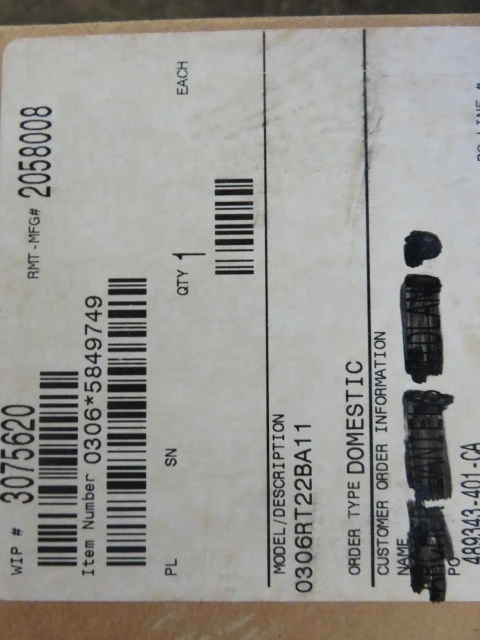 WIP # 3075620 RMT-MFG# 2058008
Item Number 0306*5849749
PL SN QTY 1 EACH
MODEL/DESCRIPTION
0306RT22BA11
ORDER TYPE DOMESTIC
CUSTOMER ORDER INFORMATION
NAME
PO 489343-401-CA